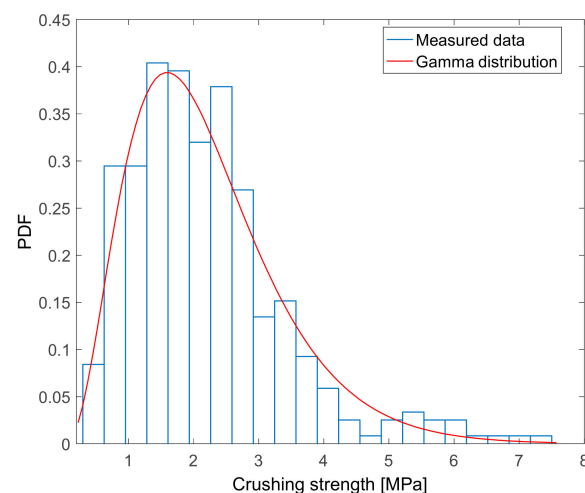 Measured data
Gamma distribution
0.45
0.4
0.35
0.3
0.25
0.2
0.15
0.1
0.05
0
PDF
1 2 3 4 5 6 7 8
Crushing strength [MPa]